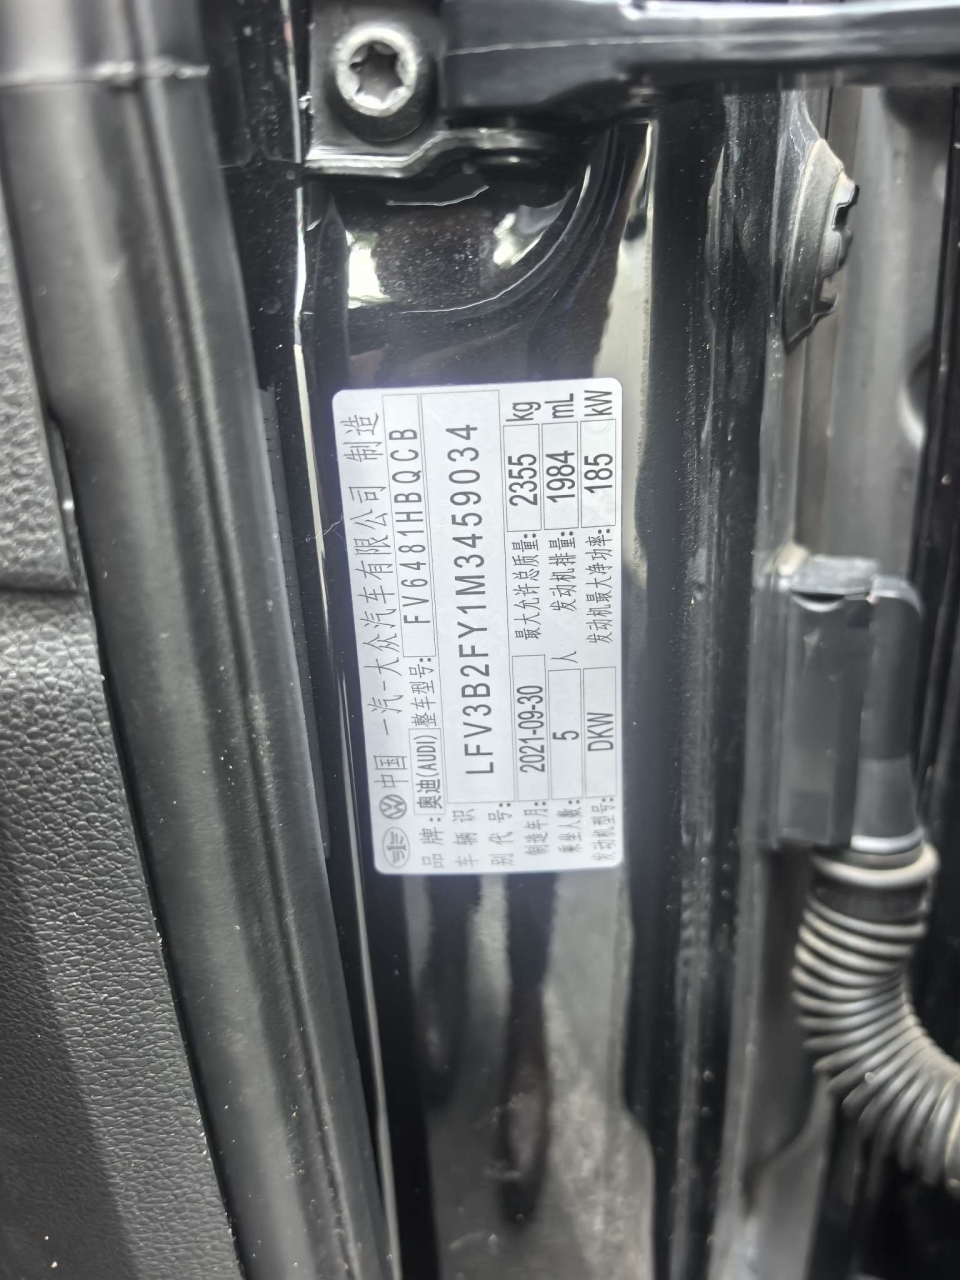 中国 一汽-大众汽车有限公司 制造
品牌: 奥迪(AUDI) 整车型号: FV6481HBQCB
车辆识别代号: LFV3B2FY1M3459034
制造年月: 2021-09-30 最大允许总质量: 2355 kg
乘坐人数: 5 人 发动机排量: 1984 mL
发动机型号: DKW 发动机最大净功率: 185 kW